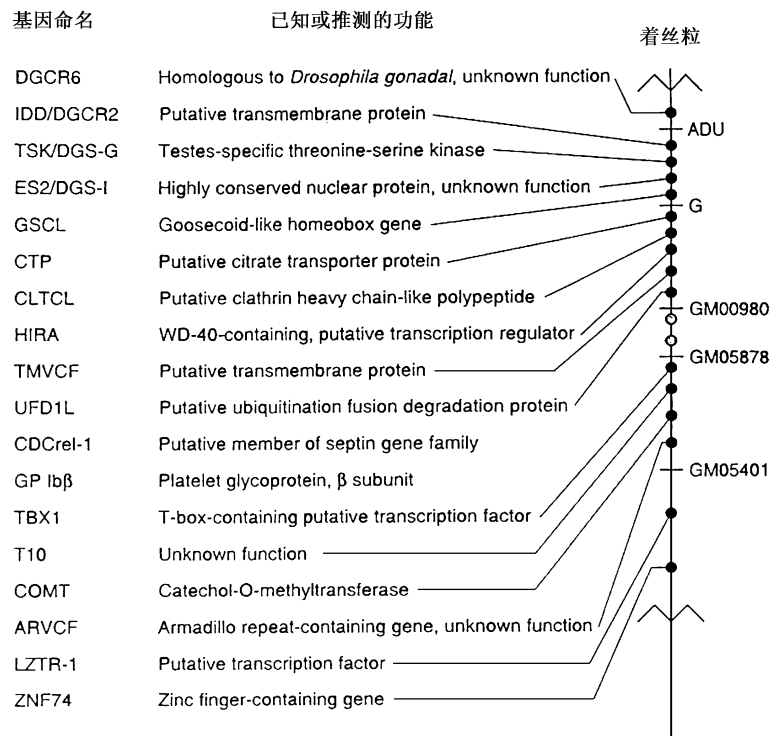 基因命名 已知或推测的功能
着丝粒
DGCR6 Homologous to Drosophila gonadal, unknown function
IDD/DGCR2 Putative transmembrane protein
ADU
TSK/DGS-G Testes-specific threonine-serine kinase
ES2/DGS-I Highly conserved nuclear protein, unknown function
G
GSCL Goosecoid-like homeobox gene
CTP Putative citrate transporter protein
CLTCL Putative clathrin heavy chain-like polypeptide
GM00980
HIRA WD-40-containing, putative transcription regulator
GM05878
TMVCF Putative transmembrane protein
UFD1L Putative ubiquitination fusion degradation protein
CDCrel-1 Putative member of septin gene family
GM05401
GP Ibβ Platelet glycoprotein, β subunit
TBX1 T-box-containing putative transcription factor
T10 Unknown function
COMT Catechol-O-methyltransferase
ARVCF Armadillo repeat-containing gene, unknown function
LZTR-1 Putative transcription factor
ZNF74 Zinc finger-containing gene